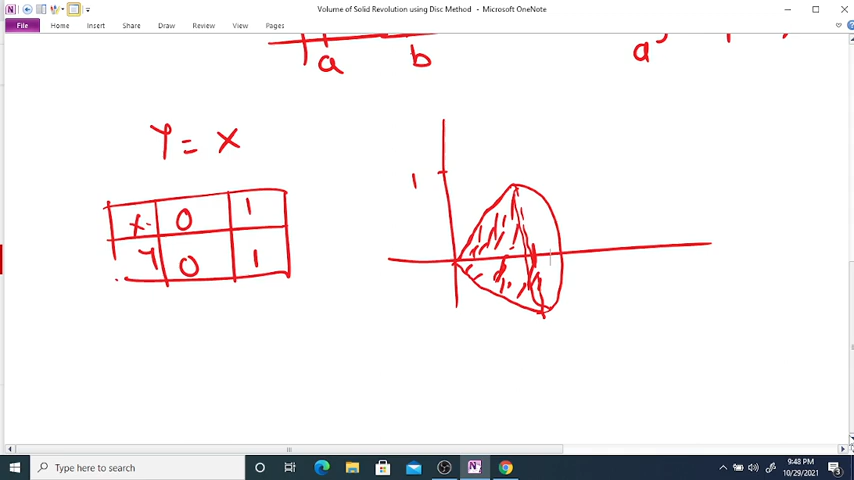 Volume of Solid Revolution using Disc Method - Microsoft OneNote
File Home Insert Share Draw Review View Pages
a b a
Y = X
1
X 0 1
Y 0 1
Type here to search
9:48 PM
10/29/2021
3